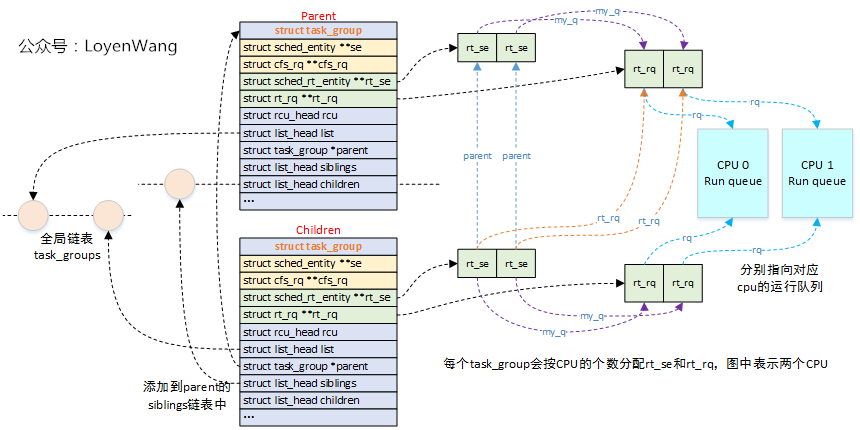 公众号：LoyenWang
Parent
struct task_group
struct sched_entity **se
struct cfs_rq **cfs_rq
struct sched_rt_entity **rt_se
struct rt_rq **rt_rq
struct rcu_head rcu
struct list_head list
struct task_group *parent
struct list_head siblings
struct list_head children
...
rt_se
rt_se
my_q
my_q
rt_rq
rt_rq
rq
rq
CPU 0
Run queue
CPU 1
Run queue
parent
parent
rt_rq
rt_rq
全局链表
task_groups
Children
struct task_group
struct sched_entity **se
struct cfs_rq **cfs_rq
struct sched_rt_entity **rt_se
struct rt_rq **rt_rq
struct rcu_head rcu
struct list_head list
struct task_group *parent
struct list_head siblings
struct list_head children
...
rt_se
rt_se
my_q
my_q
rt_rq
rt_rq
rq
rq
分别指向对应
cpu的运行队列
添加到parent的
siblings链表中
每个task_group会按CPU的个数分配rt_se和rt_rq，图中表示两个CPU